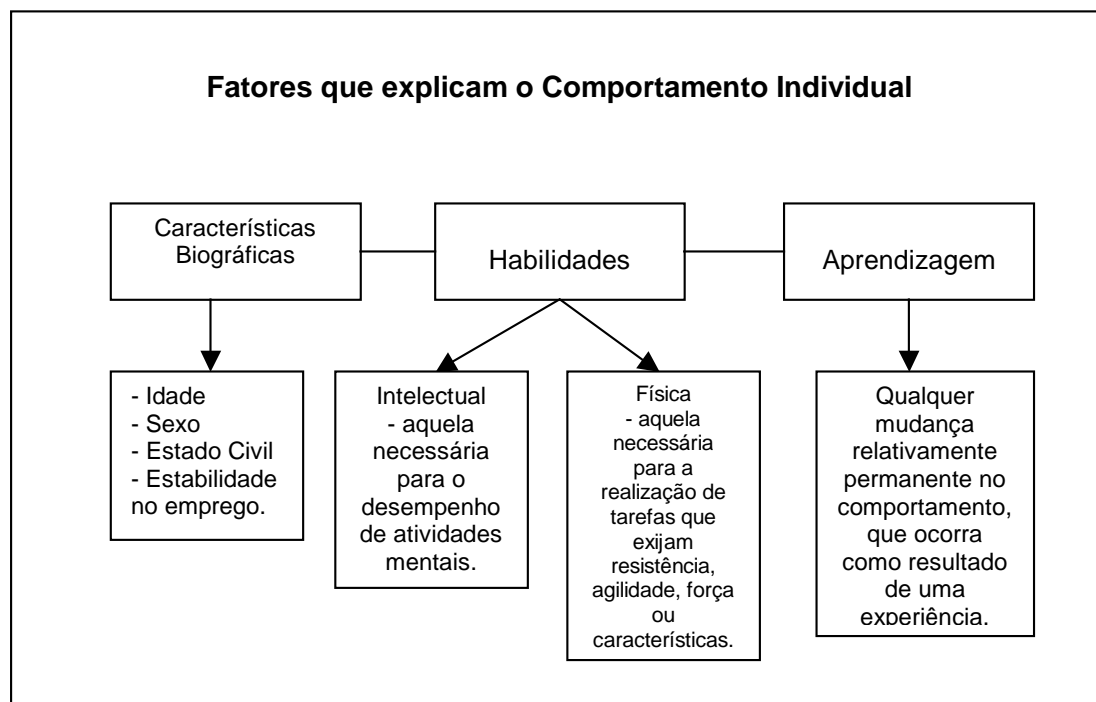 Fatores que explicam o Comportamento Individual
Características
Biográficas
Habilidades
Aprendizagem
- Idade
- Sexo
- Estado Civil
- Estabilidade
no emprego.
Intelectual
- aquela
necessária
para o
desempenho
de atividades
mentais.
Física
- aquela
necessária
para a
realização de
tarefas que
exijam
resistência,
agilidade, força
ou
características.
Qualquer
mudança
relativamente
permanente no
comportamento,
que ocorra
como resultado
de uma
experiência.